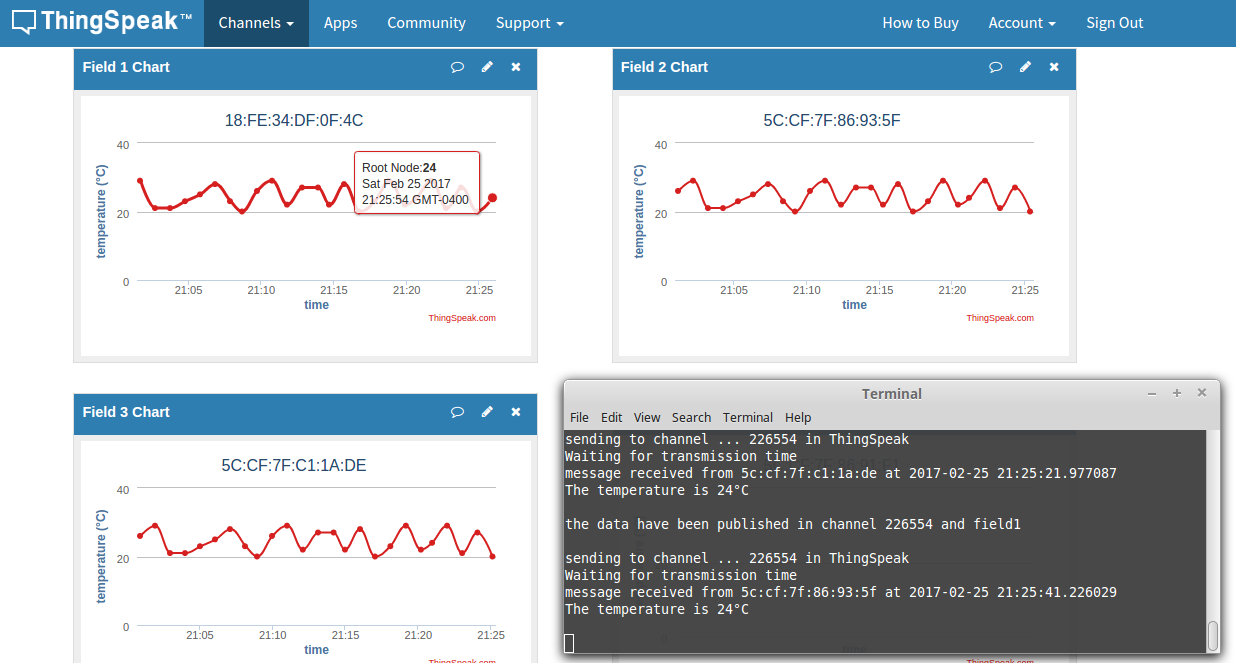 ThingSpeak™ Channels Apps Community Support How to Buy Account Sign Out
Field 1 Chart
18:FE:34:DF:0F:4C
temperature (°C)
40
20
0
Root Node:24
Sat Feb 25 2017
21:25:54 GMT-0400
21:05 21:10 21:15 21:20 21:25
time
ThingSpeak.com
Field 2 Chart
5C:CF:7F:86:93:5F
temperature (°C)
40
20
0
21:05 21:10 21:15 21:20 21:25
time
ThingSpeak.com
Field 3 Chart
5C:CF:7F:C1:1A:DE
temperature (°C)
40
20
0
21:05 21:10 21:15 21:20 21:25
time
ThingSpeak.com
Terminal
File Edit View Search Terminal Help
sending to channel ... 226554 in ThingSpeak
Waiting for transmission time
message received from 5c:cf:7f:c1:1a:de at 2017-02-25 21:25:21.977087
The temperature is 24°C
the data have been published in channel 226554 and field1
sending to channel ... 226554 in ThingSpeak
Waiting for transmission time
message received from 5c:cf:7f:86:93:5f at 2017-02-25 21:25:41.226029
The temperature is 24°C
time
ThingSpeak.com